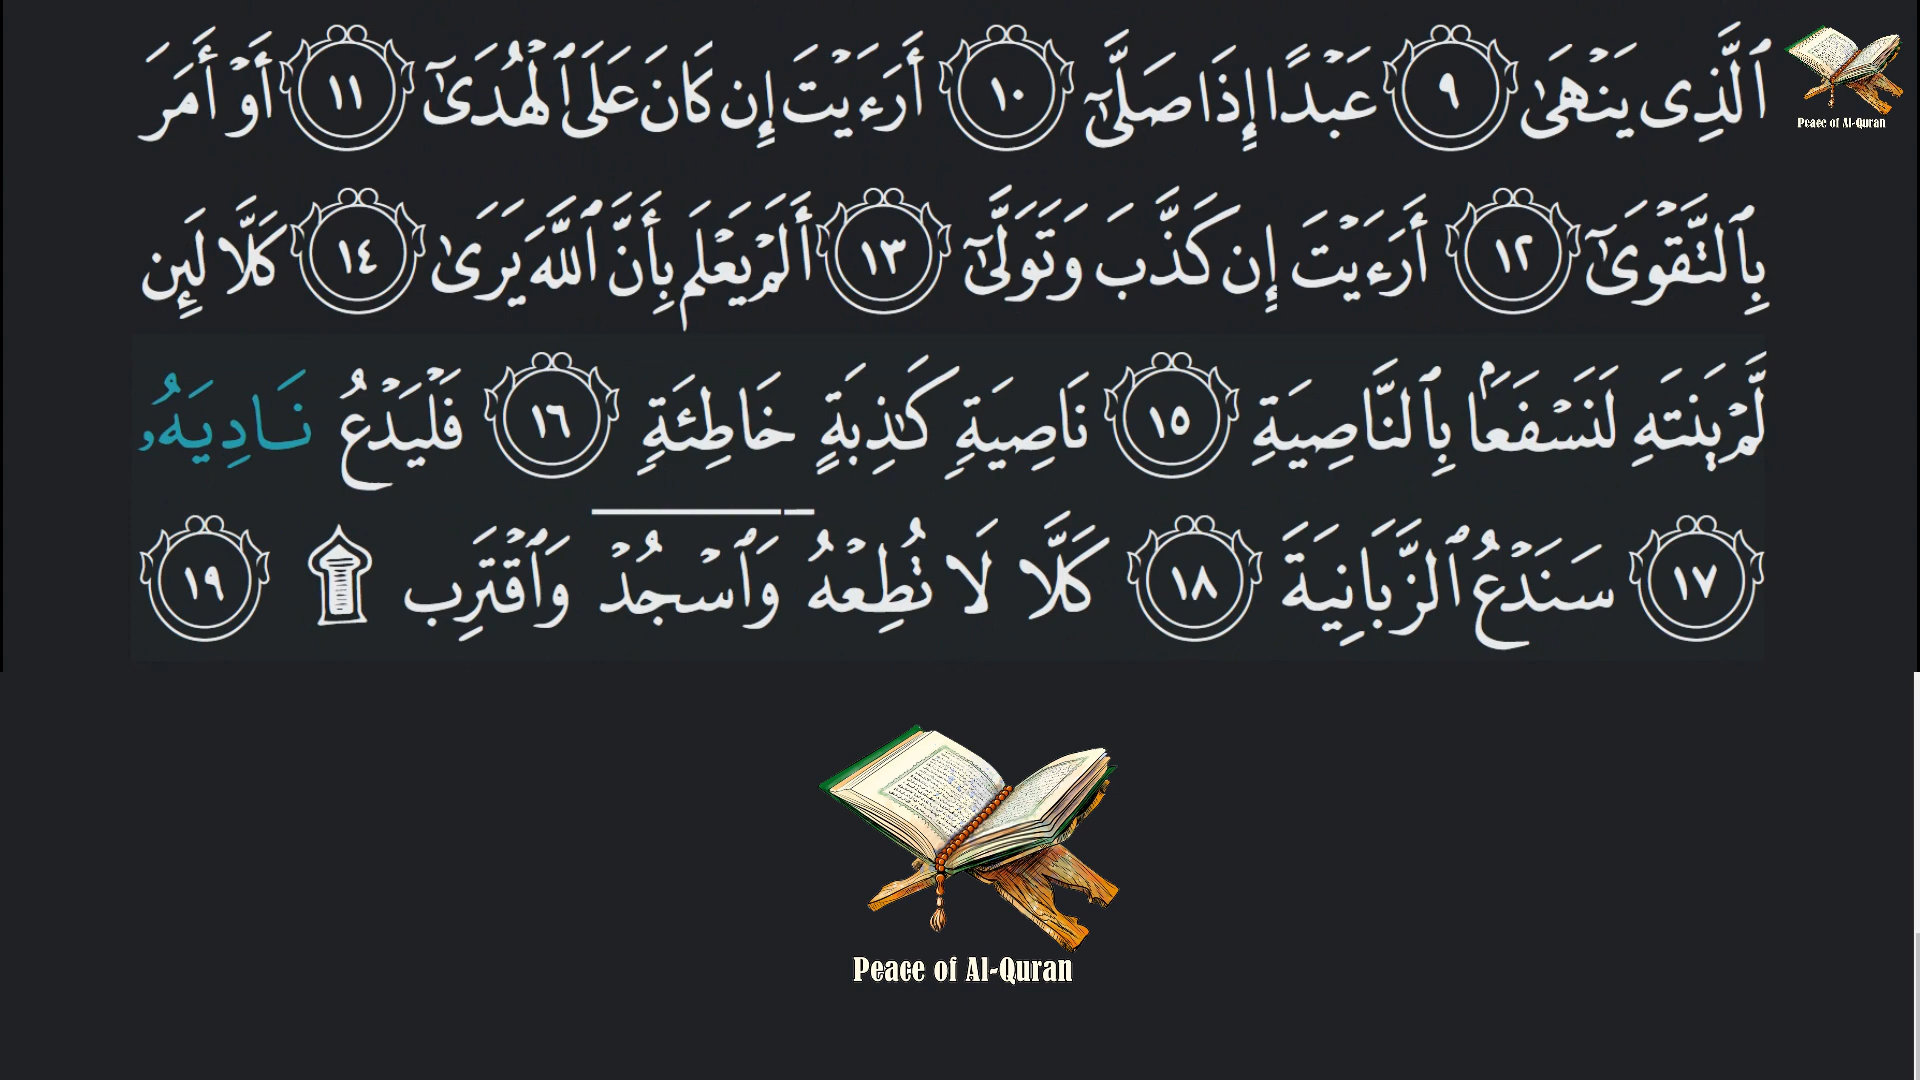 ٱلَّذِى يَنْهَىٰ ٩ عَبْدًا إِذَا صَلَّىٰٓ ١٠ أَرَءَيْتَ إِن كَانَ عَلَى ٱلْهُدَىٰٓ ١١ أَوْ أَمَرَ
بِٱلتَّقْوَىٰٓ ١٢ أَرَءَيْتَ إِن كَذَّبَ وَتَوَلَّىٰٓ ١٣ أَلَمْ يَعْلَم بِأَنَّ ٱللَّهَ يَرَىٰ ١٤ كَلَّا لَئِن
لَّمْ يَنتَهِ لَنَسْفَعًۢا بِٱلنَّاصِيَةِ ١٥ نَاصِيَةٍ كَـٰذِبَةٍ خَاطِئَةٍ ١٦ فَلْيَدْعُ نَادِيَهُۥ
١٧ سَنَدْعُ ٱلزَّبَانِيَةَ ١٨ كَلَّا لَا تُطِعْهُ وَٱسْجُدْ وَٱقْتَرِب ۩ ١٩
Peace of Al-Quran
Peace of Al-Quran